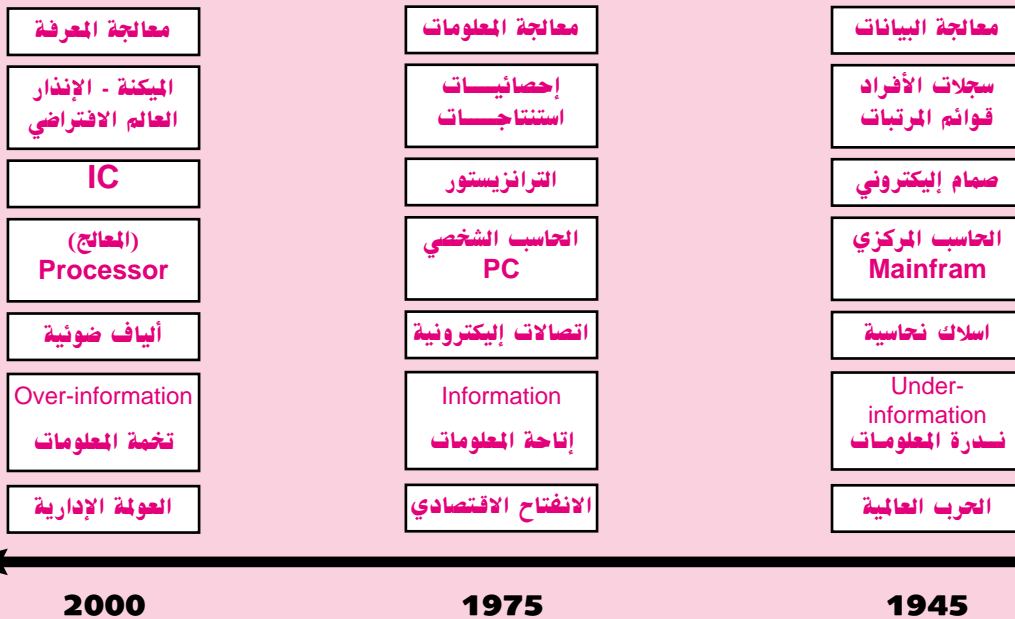 معالجة البيانات
معالجة المعلومات
معالجة المعرفة
سجلات الأفراد
قوائم المرتبات
إحصائيــــات
استنتاجــــات
الميكنة - الإنذار
العالم الافتراضي
صمام إليكتروني
الترانزيستور
IC
الحاسب المركزي
Mainfram
الحاسب الشخصي
PC
(المعالج)
Processor
اسلاك نحاسية
اتصالات إليكترونية
ألياف ضوئية
Under-
information
نــدرة المعلومـات
Information
إتاحة المعلومات
Over-information
تخمة المعلومات
الحرب العالمية
الانفتاح الاقتصادي
العولمة الإدارية
1945
1975
2000